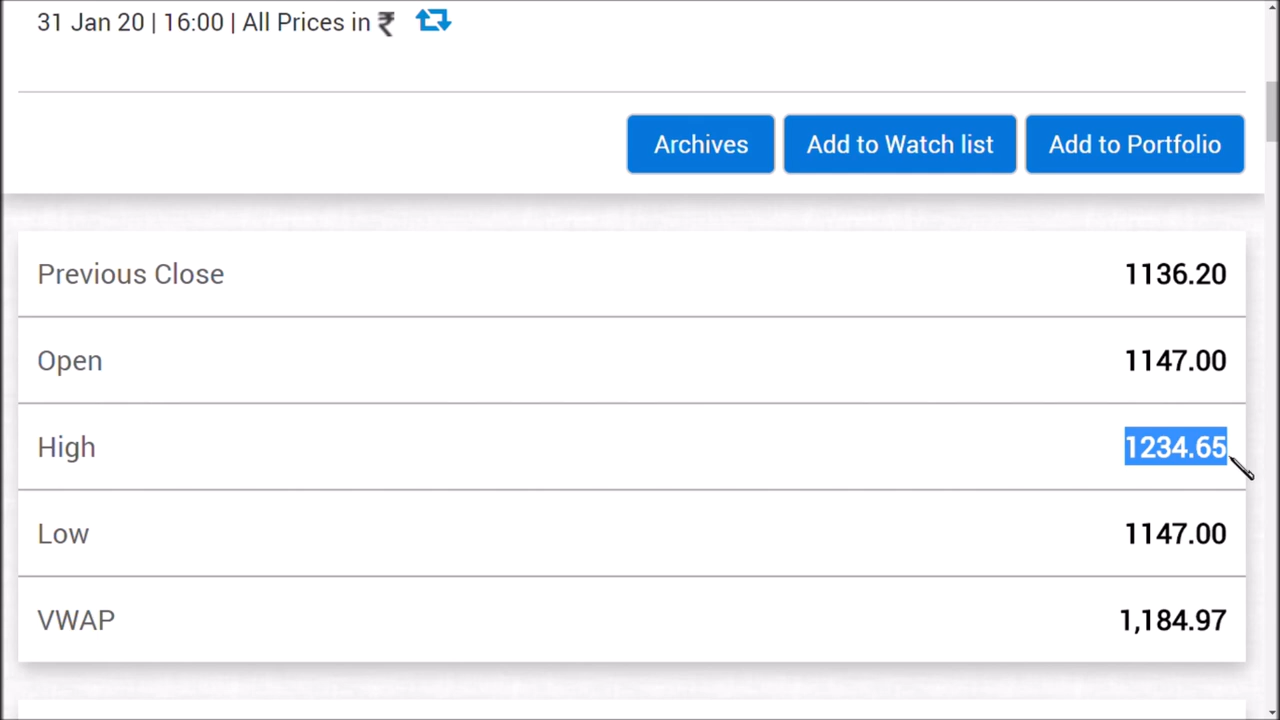 31 Jan 20 | 16:00 | All Prices in ₹
Archives Add to Watch list Add to Portfolio
Previous Close 1136.20
Open 1147.00
High 1234.65
Low 1147.00
VWAP 1,184.97